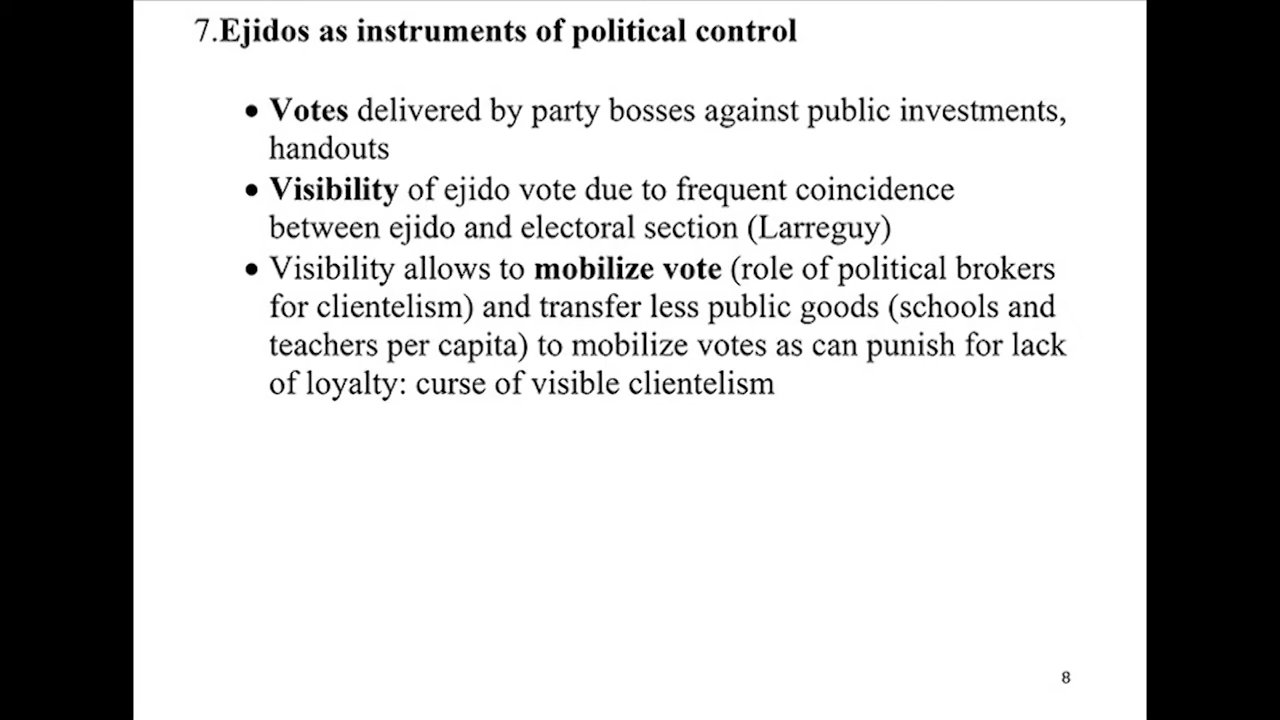 7.Ejidos as instruments of political control
• Votes delivered by party bosses against public investments,
handouts
• Visibility of ejido vote due to frequent coincidence
between ejido and electoral section (Larreguy)
• Visibility allows to mobilize vote (role of political brokers
for clientelism) and transfer less public goods (schools and
teachers per capita) to mobilize votes as can punish for lack
of loyalty: curse of visible clientelism
8